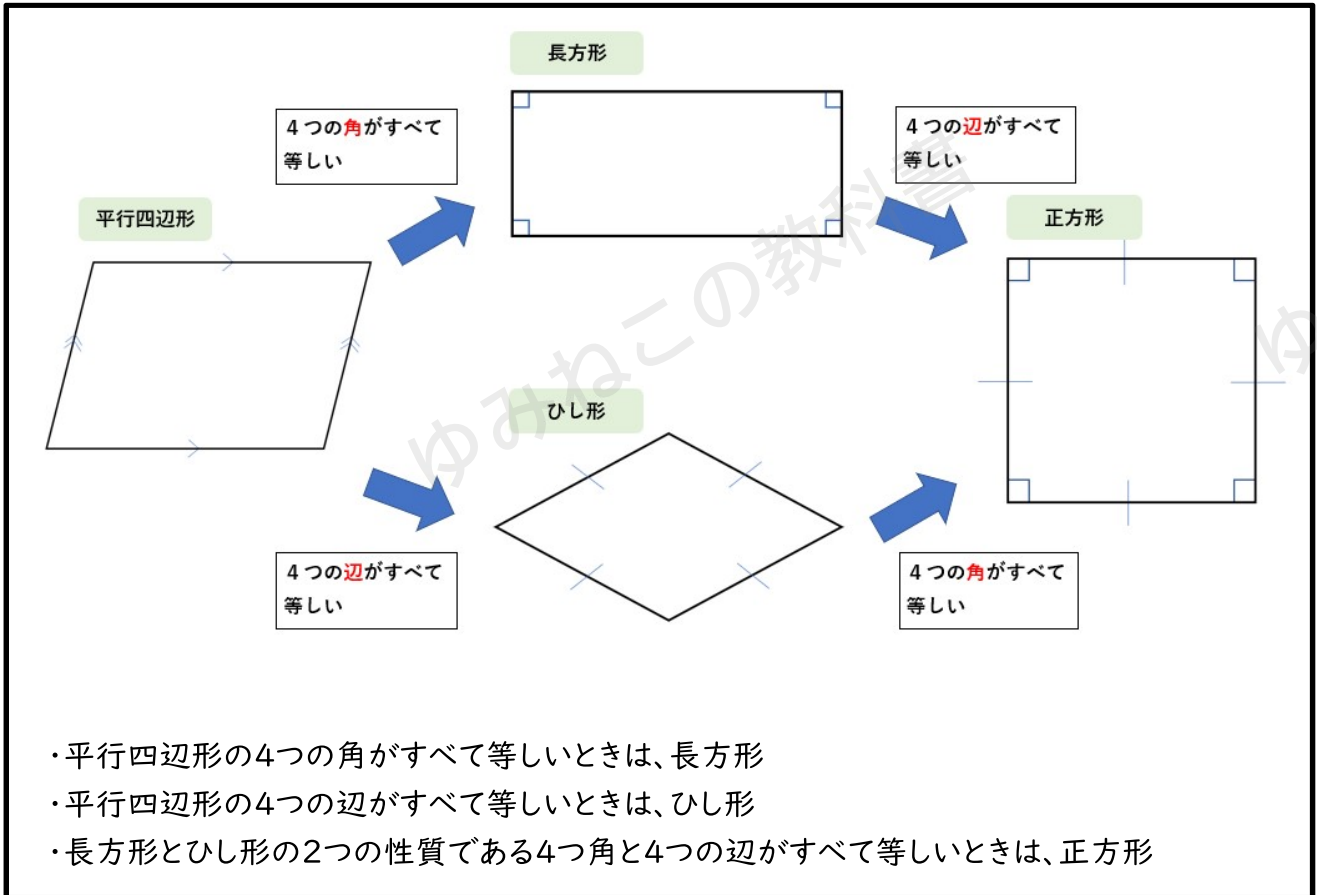 長方形
4つの角がすべて
等しい
4つの辺がすべて
等しい
平行四辺形
正方形
ひし形
4つの辺がすべて
等しい
4つの角がすべて
等しい
ゆみねこの教科書
ゆ
・平行四辺形の4つの角がすべて等しいときは、長方形
・平行四辺形の4つの辺がすべて等しいときは、ひし形
・長方形とひし形の2つの性質である4つ角と4つの辺がすべて等しいときは、正方形